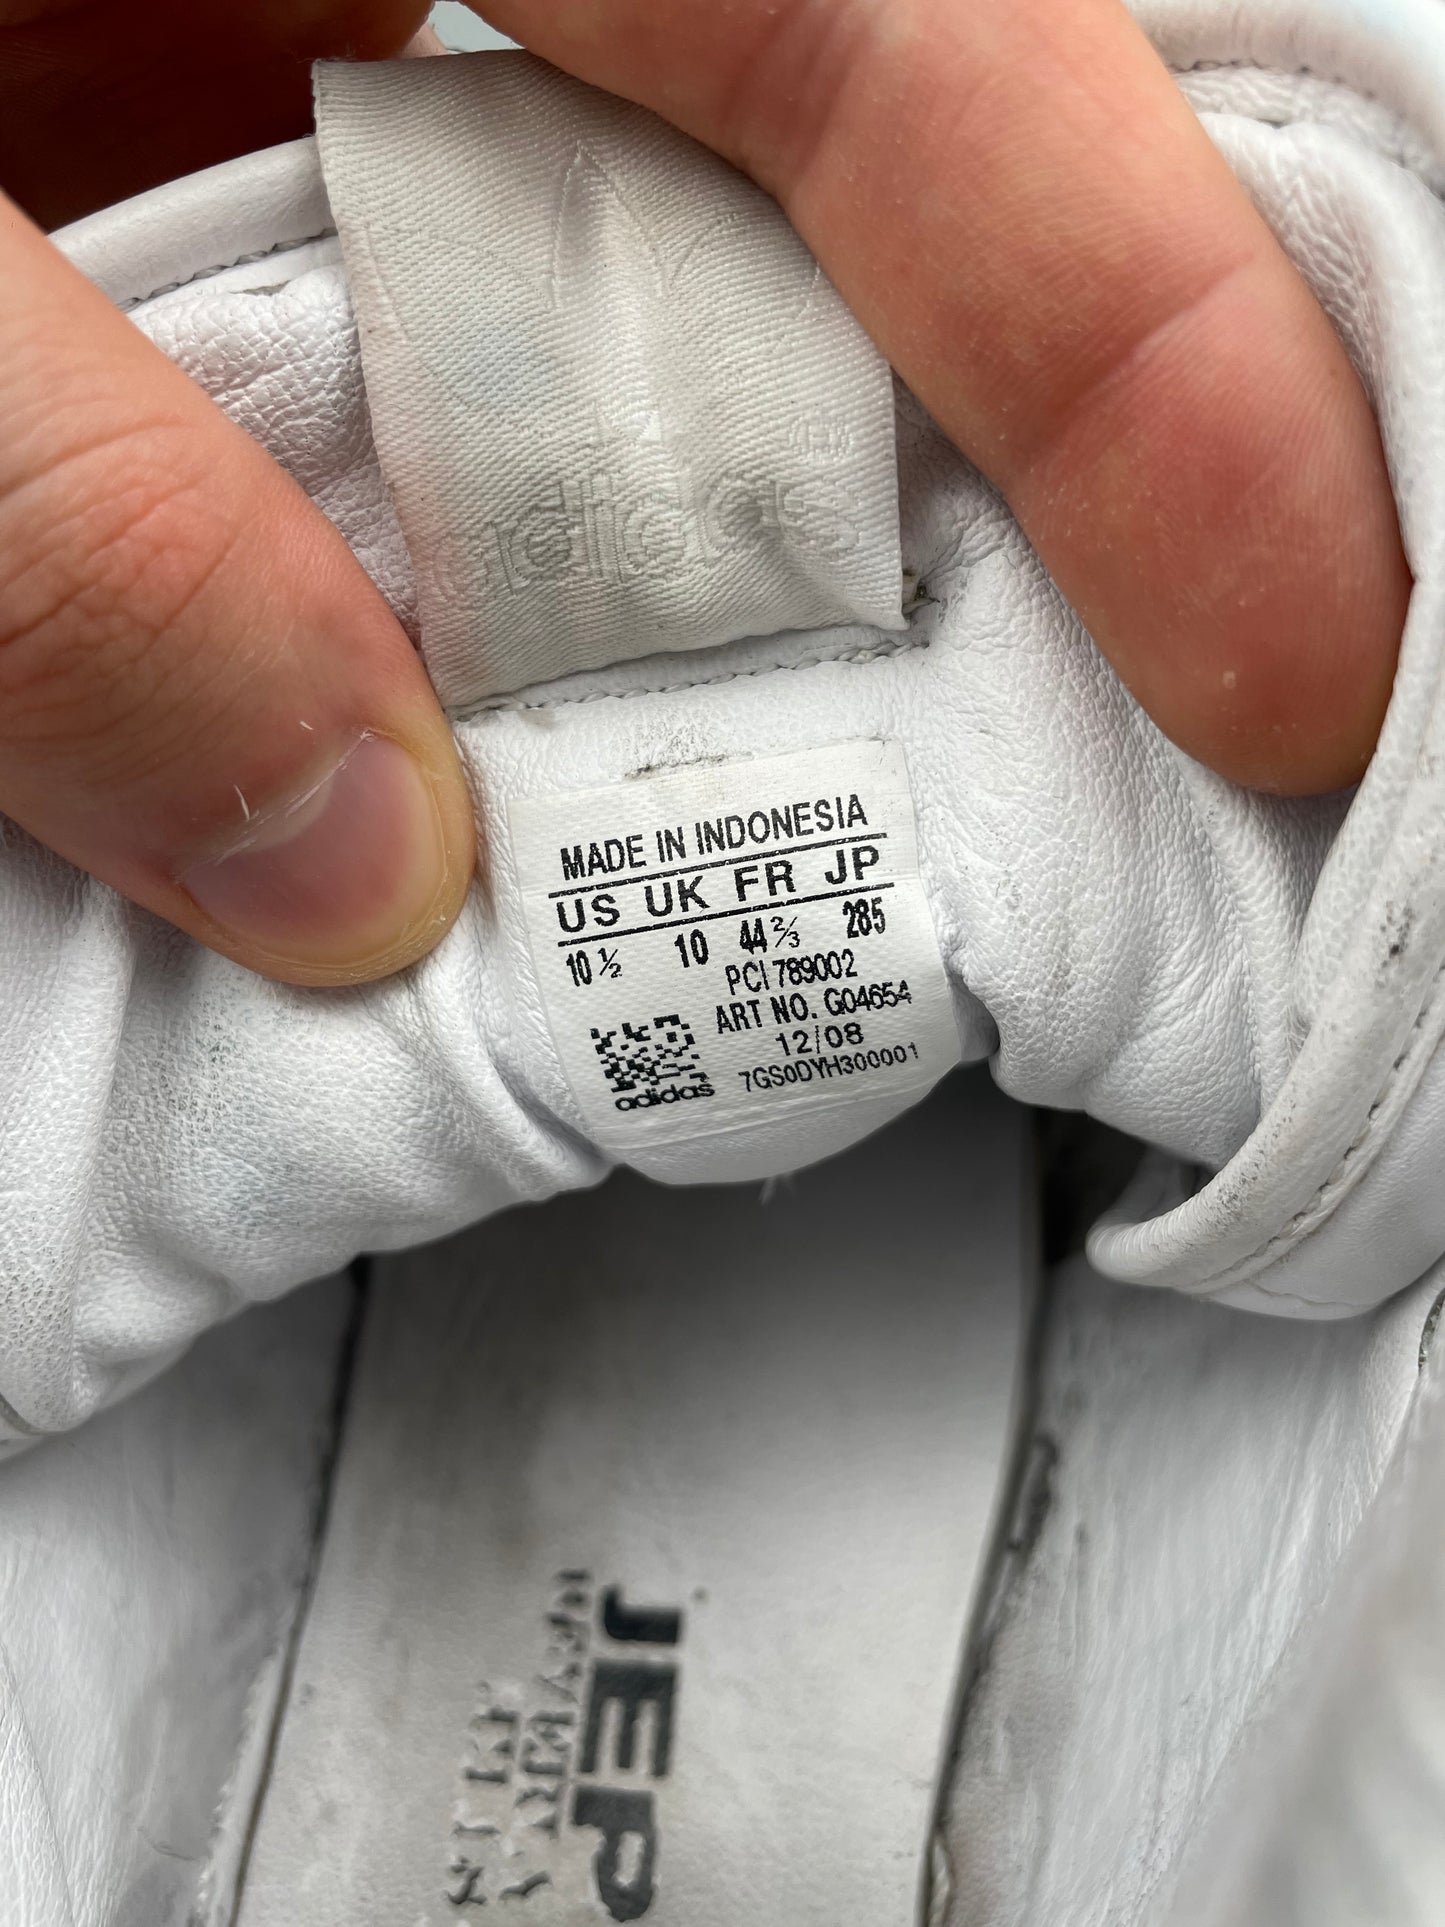 adidas
MADE IN INDONESIA
US UK FR JP
10 ½ 10 44 ⅔ 285
PCI 789002
ART NO. G04654
12/08
7GS0DYH300001
adidas
JEP